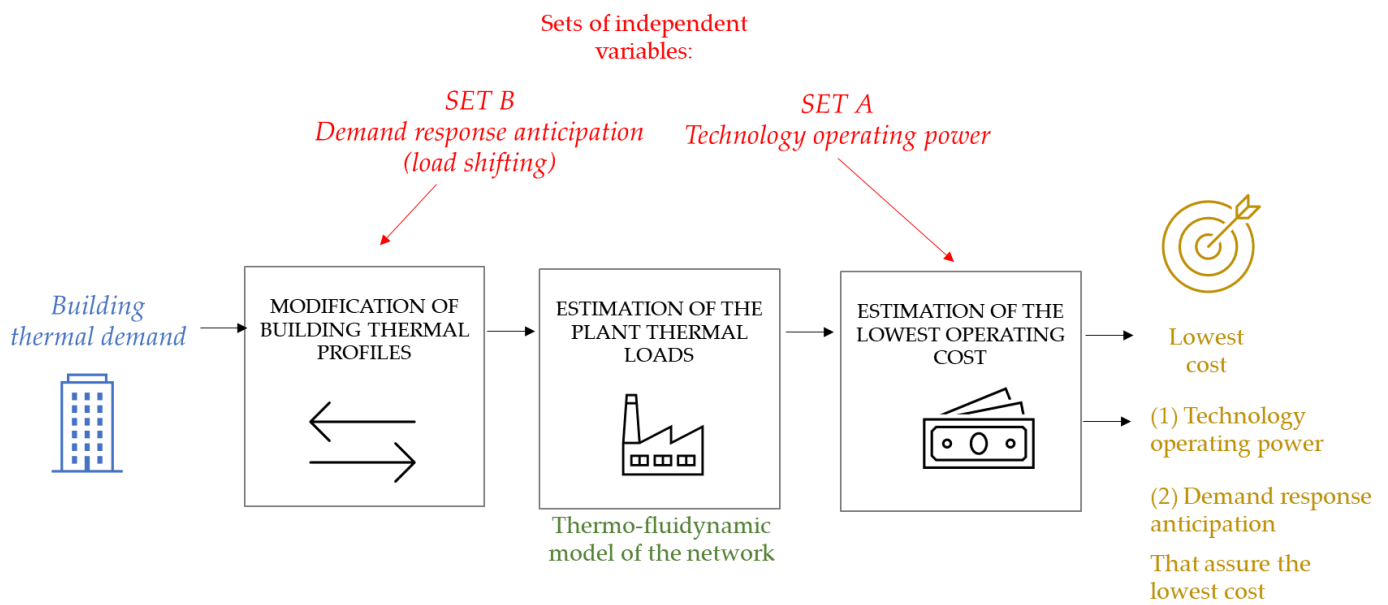 Sets of independent
variables:
SET B
Demand response anticipation
(load shifting)
SET A
Technology operating power
Building
thermal demand
MODIFICATION OF
BUILDING THERMAL
PROFILES
ESTIMATION OF THE
PLANT THERMAL
LOADS
ESTIMATION OF THE
LOWEST OPERATING
COST
Thermo-fluidynamic
model of the network
Lowest
cost
(1) Technology
operating power
(2) Demand response
anticipation
That assure the
lowest cost